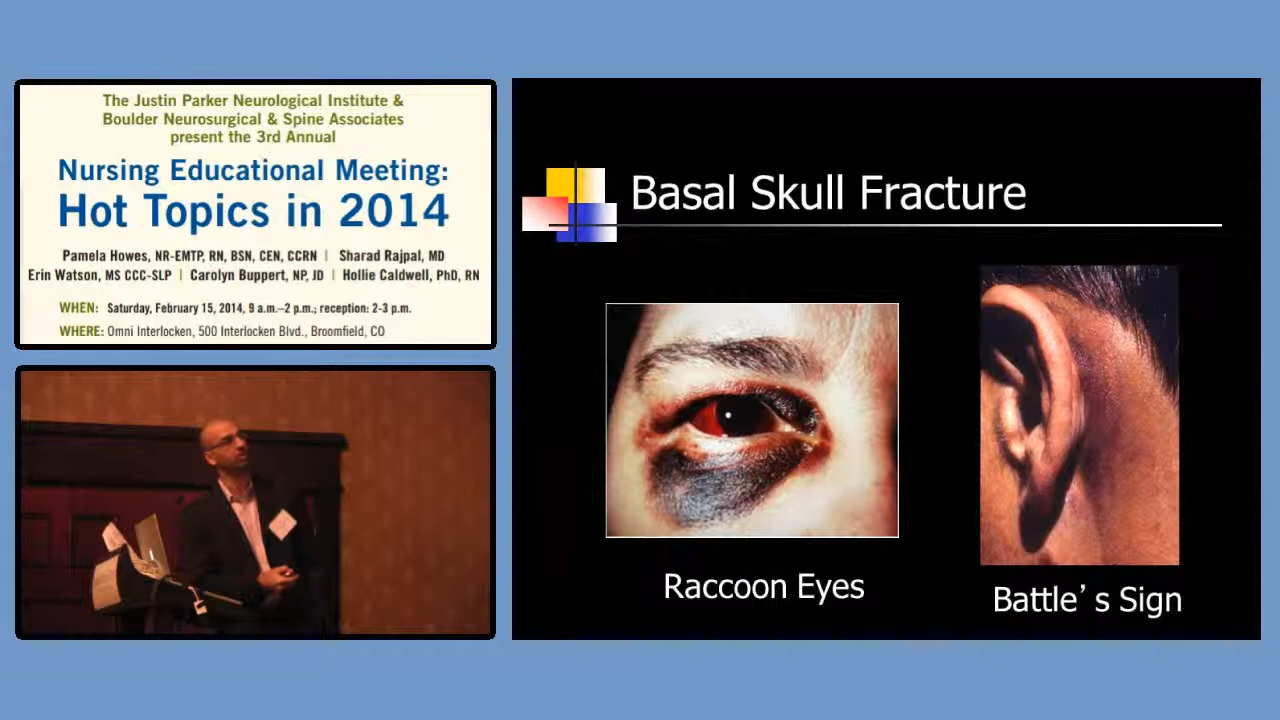 The Justin Parker Neurological Institute &
Boulder Neurosurgical & Spine Associates
present the 3rd Annual
Nursing Educational Meeting:
Hot Topics in 2014
Pamela Howes, NR-EMTP, RN, BSN, CEN, CCRN | Sharad Rajpal, MD
Erin Watson, MS CCC-SLP | Carolyn Buppert, NP, JD | Hollie Caldwell, PhD, RN
WHEN: Saturday, February 15, 2014, 9 a.m.–2 p.m.; reception: 2-3 p.m.
WHERE: Omni Interlocken, 500 Interlocken Blvd., Broomfield, CO
Basal Skull Fracture
Raccoon Eyes
Battle’s Sign